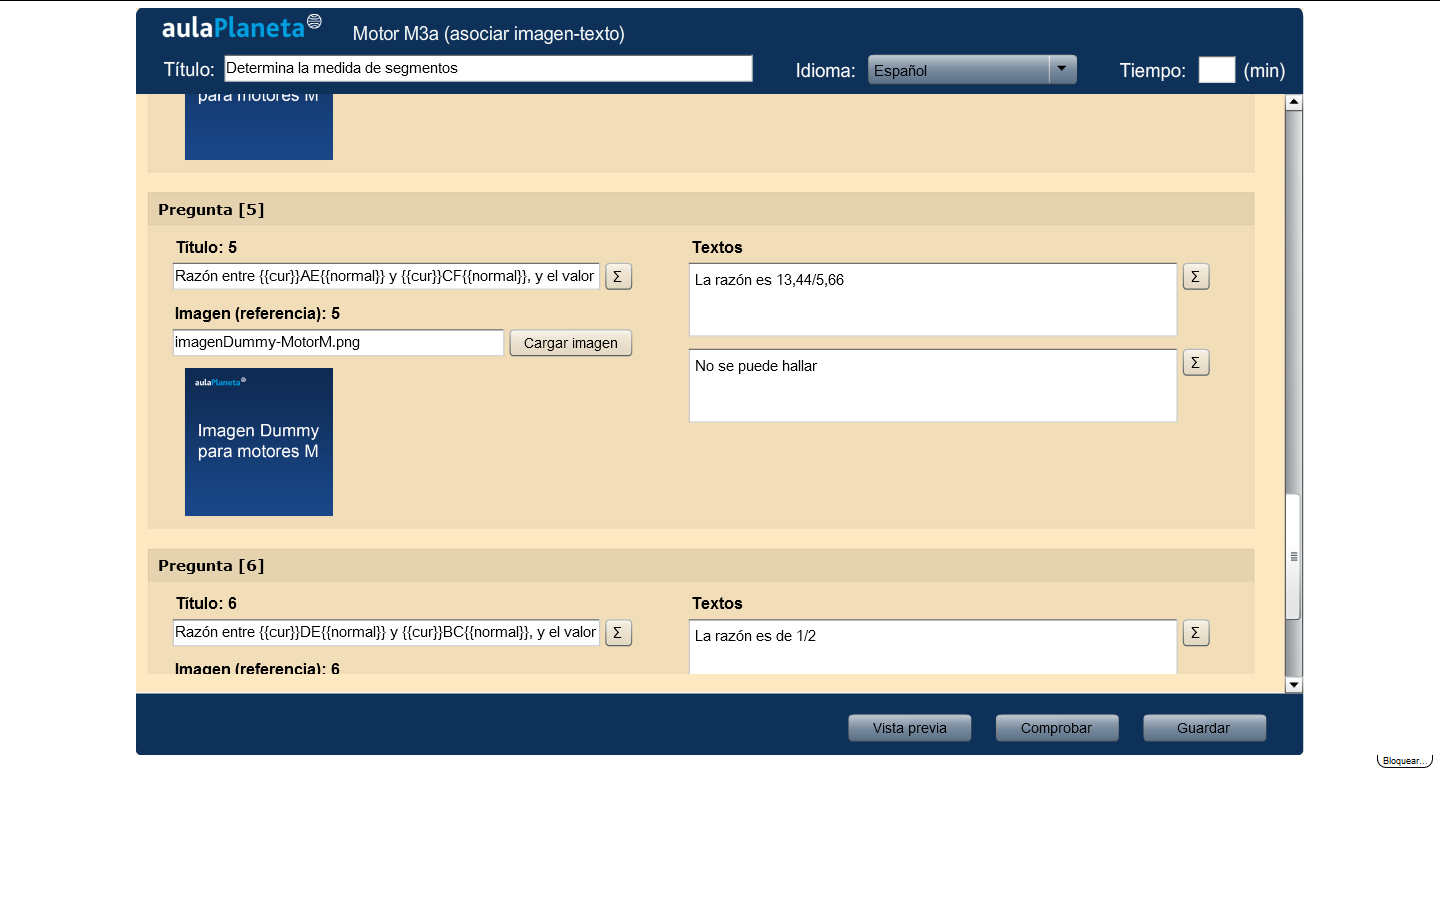 aulaPlaneta
Motor M3a (asociar imagen-texto)
Título: Determina la medida de segmentos
Idioma: Español
Tiempo: (min)
para motores M
Pregunta [5]
Título: 5
Razón entre {{cur}}AE{{normal}} y {{cur}}CF{{normal}}, y el valor
Σ
Imagen (referencia): 5
imagenDummy-MotorM.png
Cargar imagen
aulaPlaneta
Imagen Dummy
para motores M
Textos
La razón es 13,44/5,66
Σ
No se puede hallar
Σ
Pregunta [6]
Título: 6
Razón entre {{cur}}DE{{normal}} y {{cur}}BC{{normal}}, y el valor
Σ
Imagen (referencia): 6
Textos
La razón es de 1/2
Σ
Vista previa
Comprobar
Guardar
Bloquear...